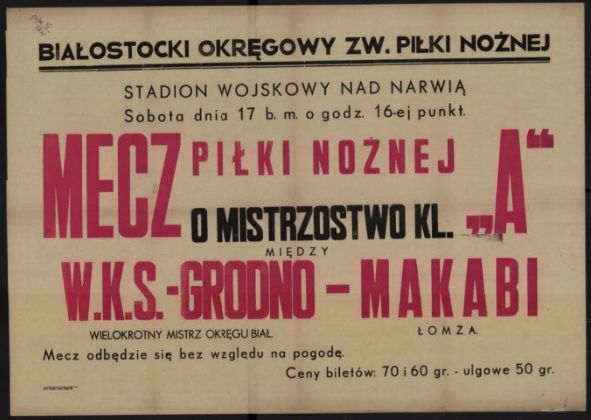 BIAŁOSTOCKI OKRĘGOWY ZW. PIŁKI NOŻNEJ
STADION WOJSKOWY NAD NARWIĄ
Sobota dnia 17 b. m. o godz. 16-ej punkt.
MECZ PIŁKI NOŻNEJ
O MISTRZOSTWO KL. „A“
MIĘDZY
W.K.S.-GRODNO – MAKABI
WIELOKROTNY MISTRZ OKRĘGU BIAŁ. ŁOMŻA.
Mecz odbędzie się bez względu na pogodę.
Ceny biletów: 70 i 60 gr. - ulgowe 50 gr.